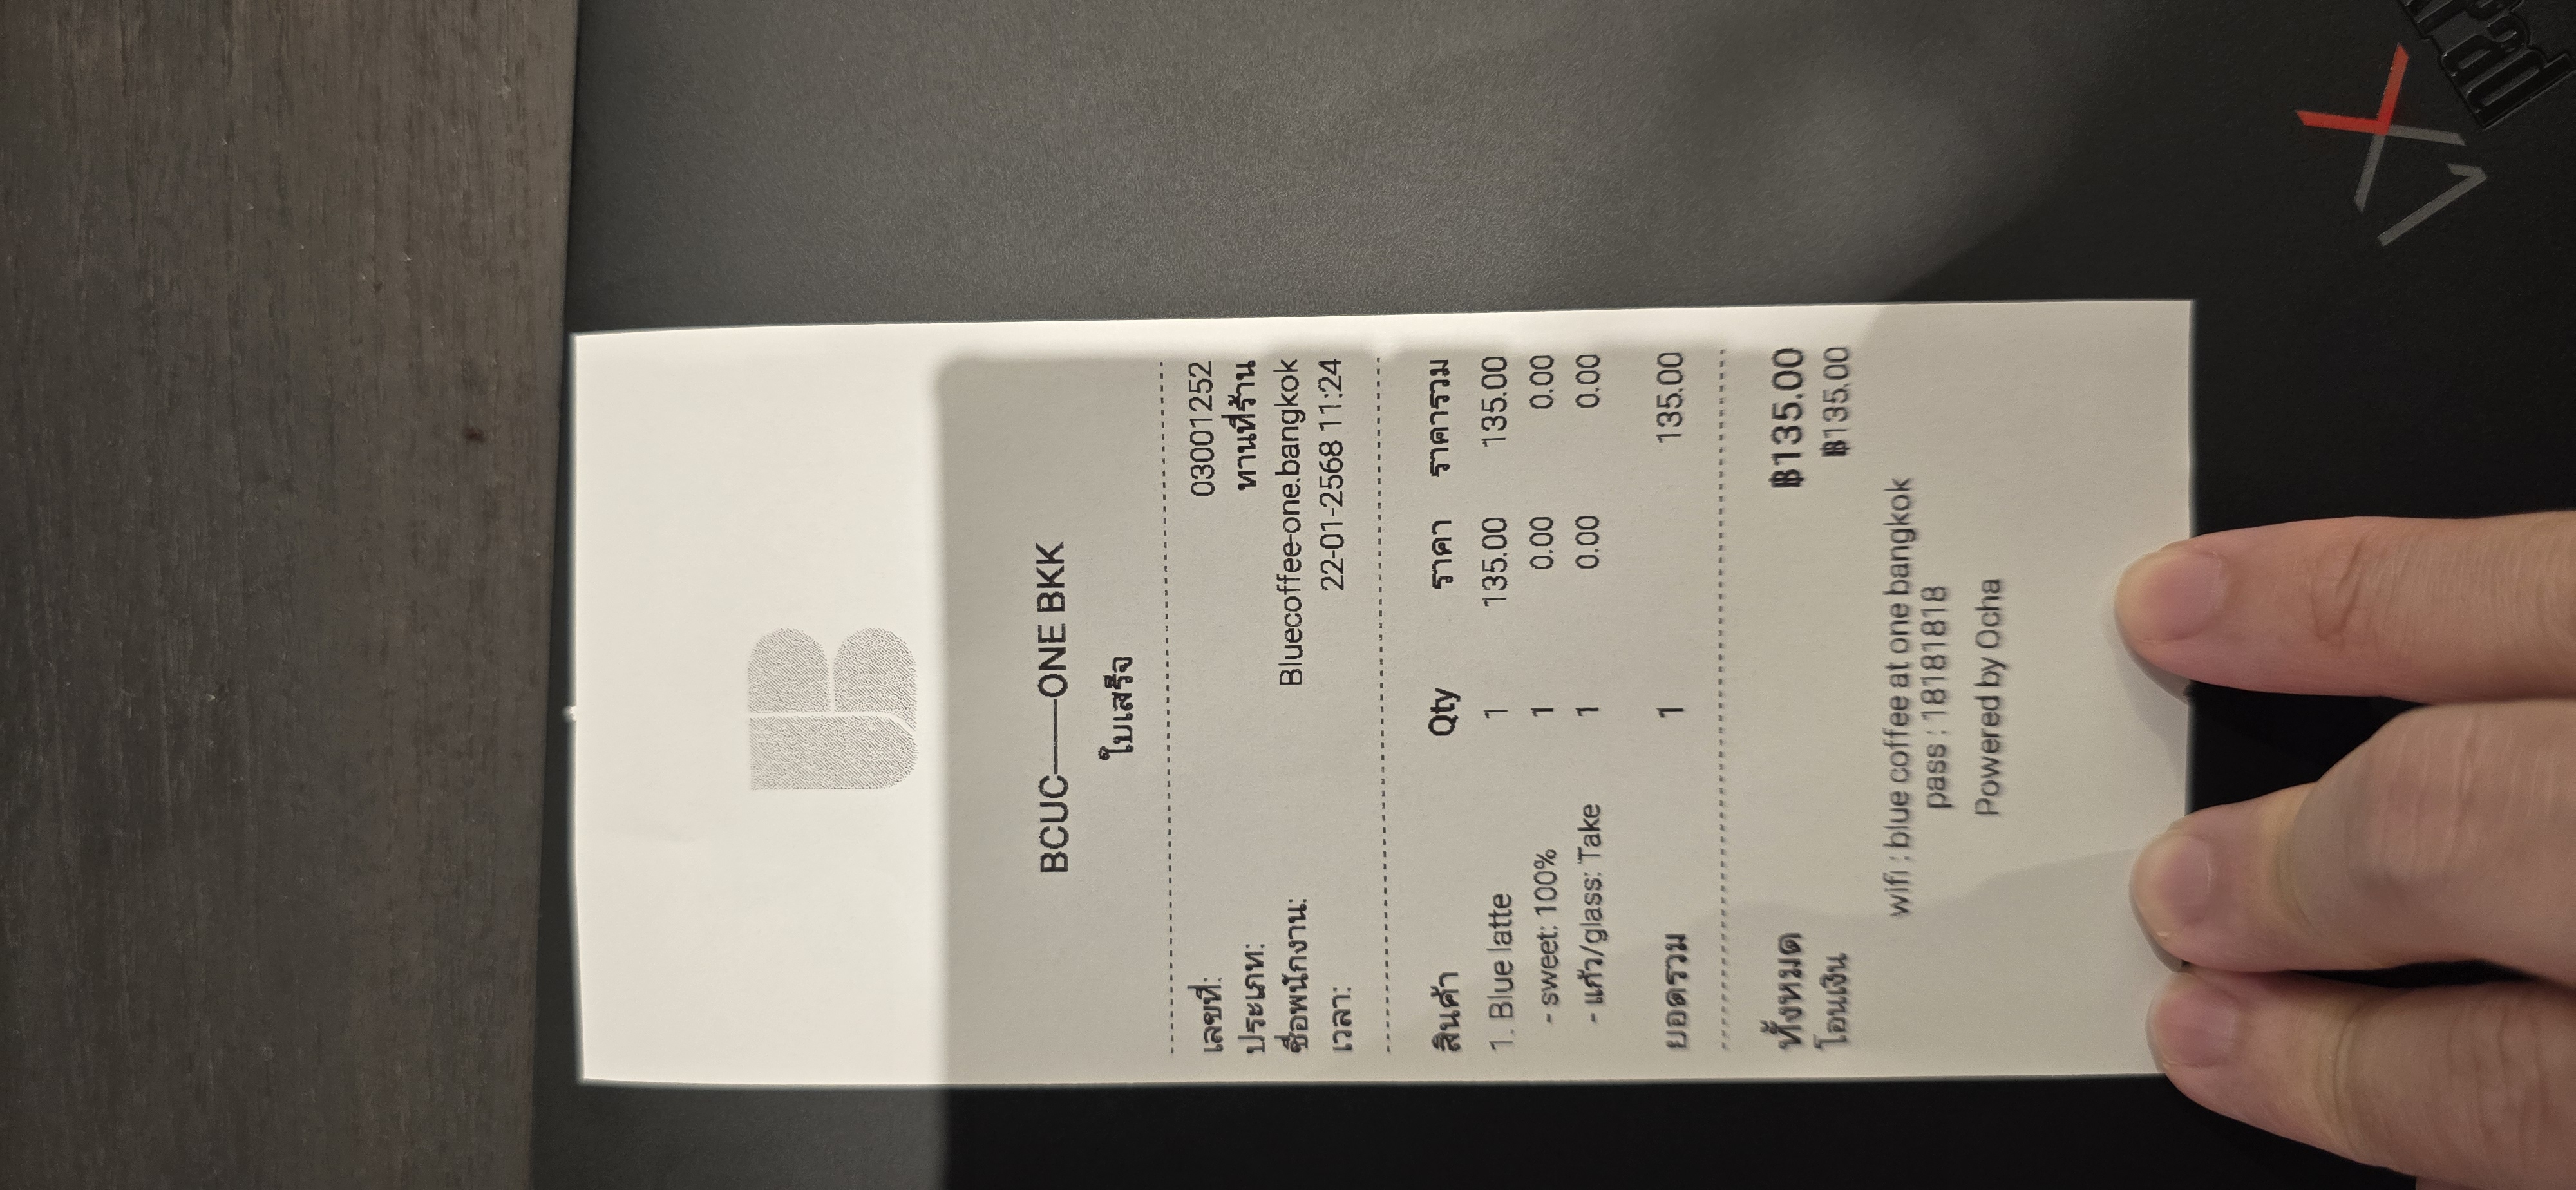 B
BCUC——ONE BKK
ใบเสร็จ
เลขที่: 03001252
ประเภท: ทานที่ร้าน
ชื่อพนักงาน: Bluecoffee-one.bangkok
เวลา: 22-01-2568 11:24
สินค้า Qty ราคา ราคารวม
1. Blue latte 1 135.00 135.00
- sweet: 100% 1 0.00 0.00
- แก้ว/glass: Take 1 0.00 0.00
ยอดรวม 1 135.00
ทั้งหมด ฿135.00
โอนเงิน ฿135.00
wifi : blue coffee at one bangkok
pass : 18181818
Powered by Ocha